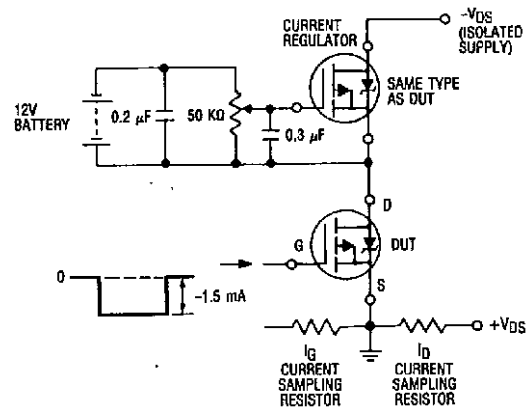 CURRENT
REGULATOR
-VDS
(ISOLATED
SUPPLY)
SAME TYPE
AS DUT
12V
BATTERY
0.2 µF
50 KΩ
0.3 µF
D
G
DUT
S
0
-1.5 mA
+VDS
IG
CURRENT
SAMPLING
RESISTOR
ID
CURRENT
SAMPLING
RESISTOR